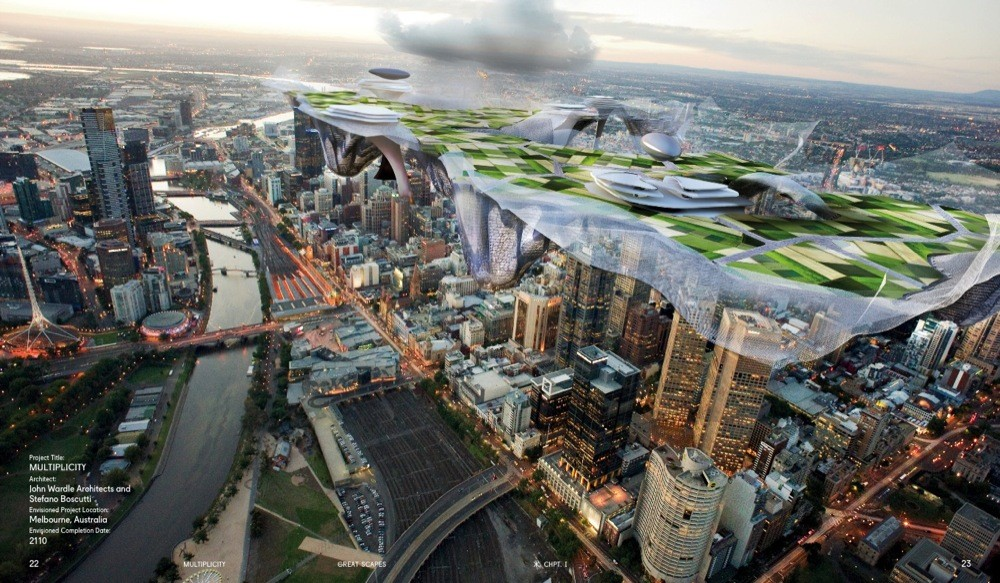 Project Title:
MULTIPLICITY
Architect:
John Wardle Architects and
Stefano Boscutti
Envisioned Project Location:
Melbourne, Australia
Envisioned Completion Date:
2110
22
MULTIPLICITY
GREAT SCAPES
CHPT. I
23